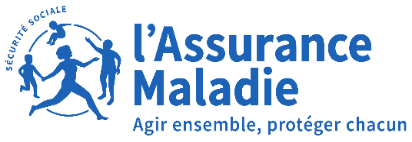 SÉCURITÉ SOCIALE
l'Assurance
Maladie
Agir ensemble, protéger chacun